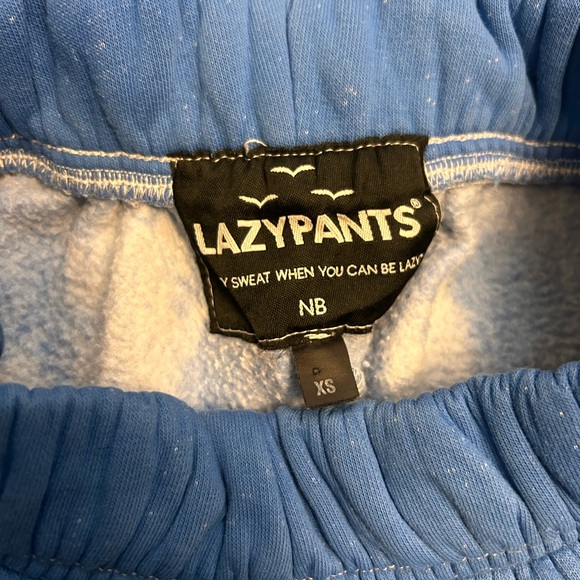 LAZYPANTS®
Y SWEAT WHEN YOU CAN BE LAZY
NB
XS